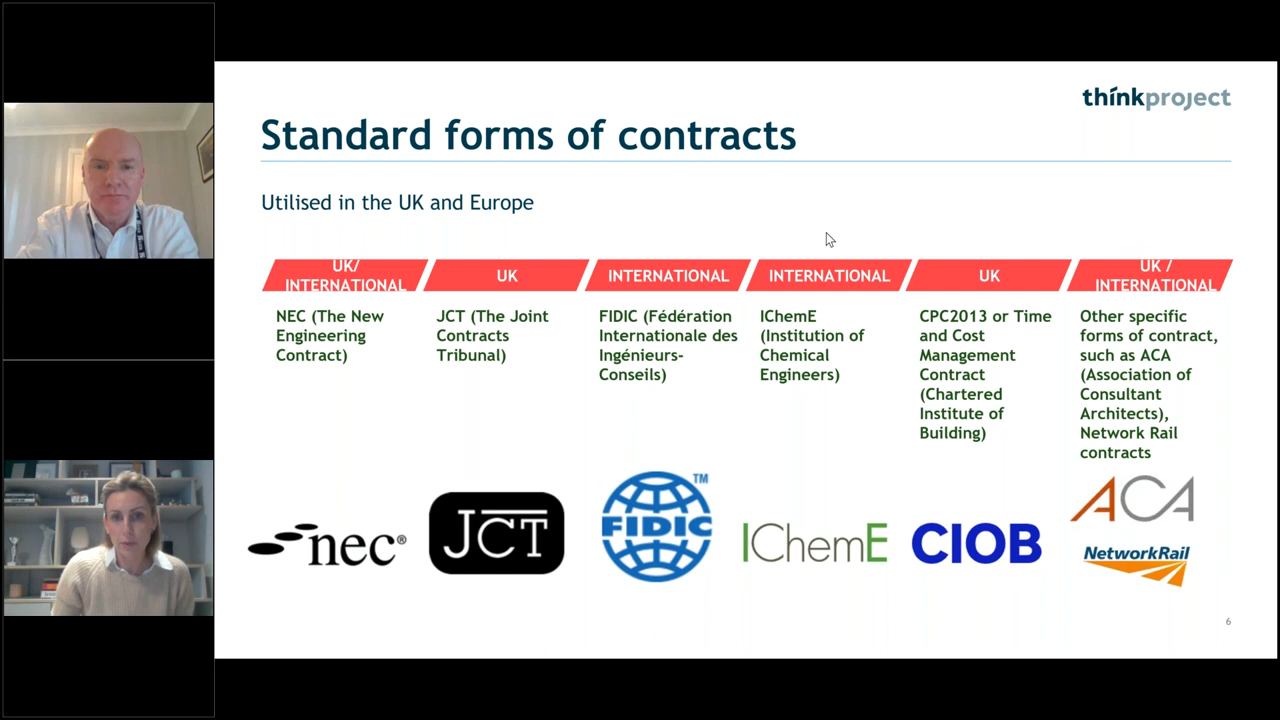 thinkproject
Standard forms of contracts
Utilised in the UK and Europe
UK/
INTERNATIONAL
UK
INTERNATIONAL
INTERNATIONAL
UK
UK /
INTERNATIONAL
NEC (The New
Engineering
Contract)
JCT (The Joint
Contracts
Tribunal)
FIDIC (Fédération
Internationale des
Ingénieurs-
Conseils)
IChemE
(Institution of
Chemical
Engineers)
CPC2013 or Time
and Cost
Management
Contract
(Chartered
Institute of
Building)
Other specific
forms of contract,
such as ACA
(Association of
Consultant
Architects),
Network Rail
contracts
nec®
JCT
FIDIC
TM
IChemE
CIOB
ACA
NetworkRail
6